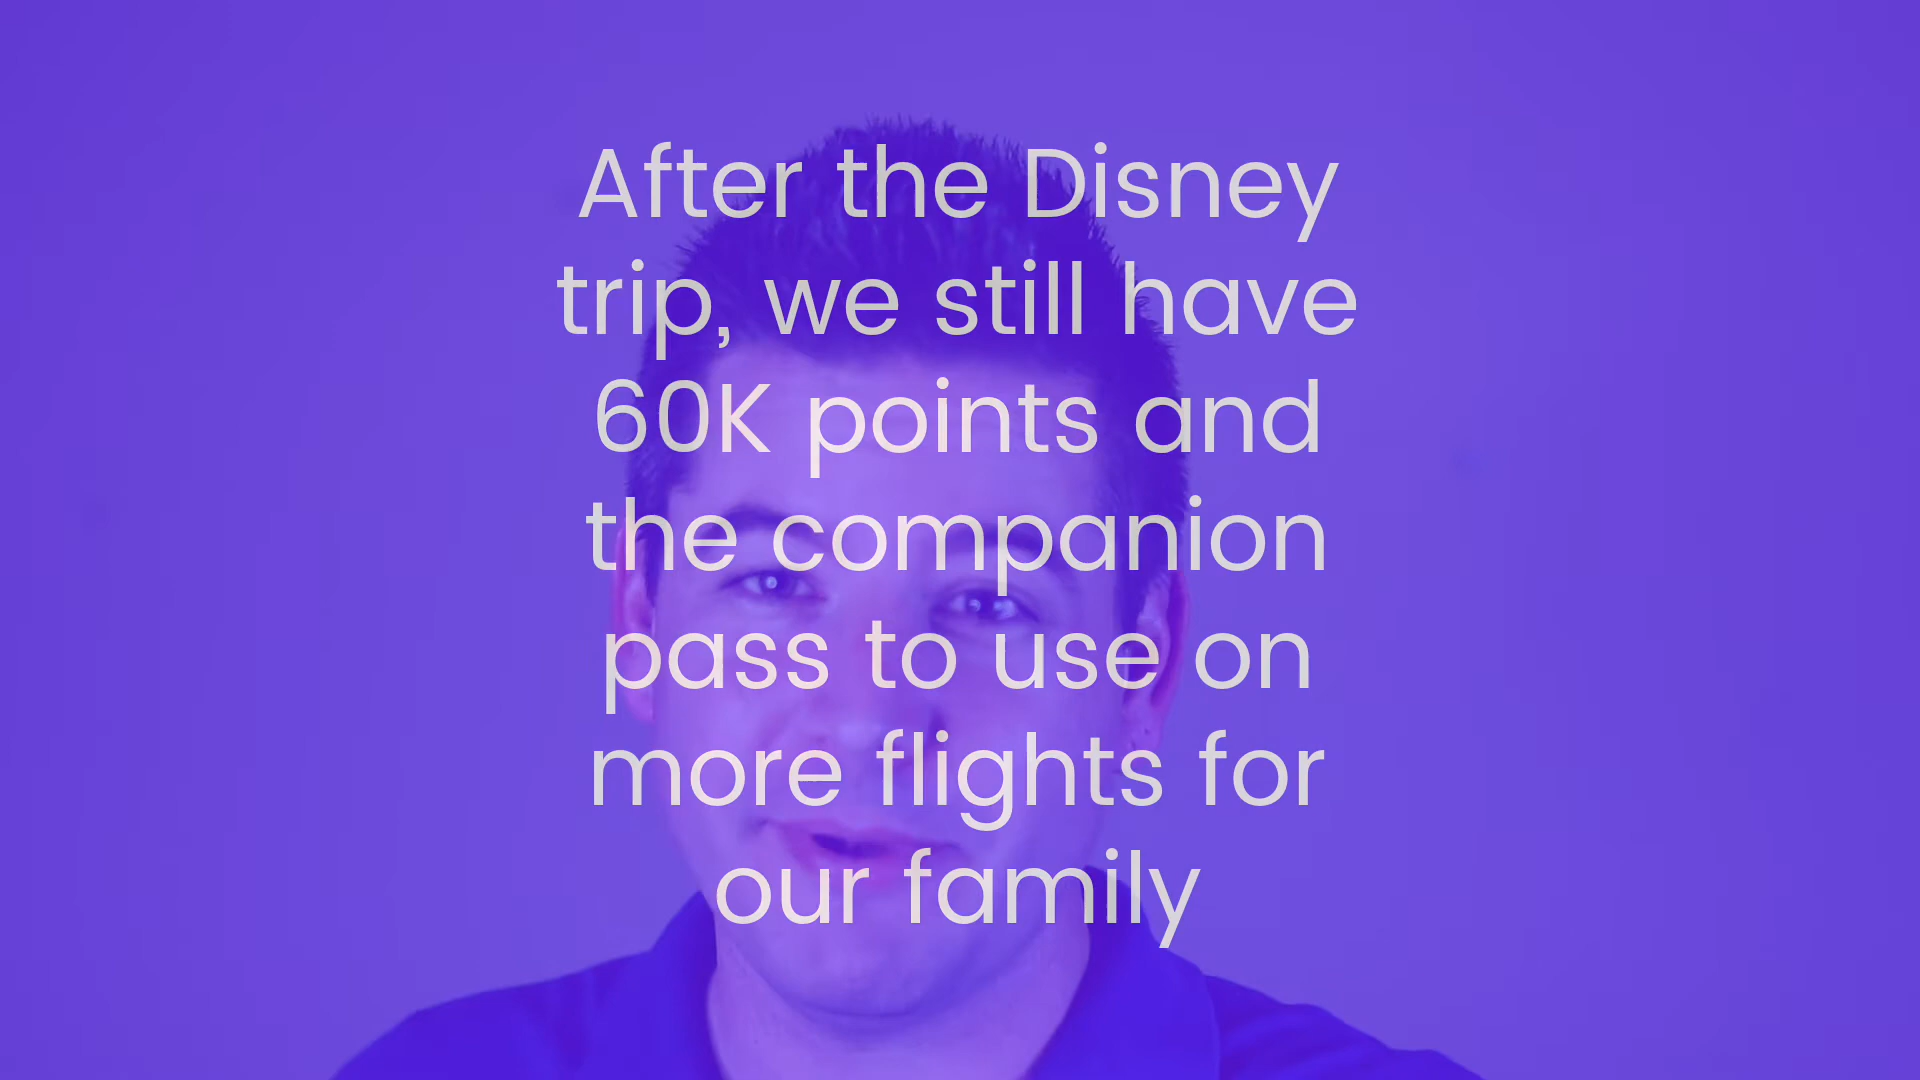 After the Disney
trip, we still have
60K points and
the companion
pass to use on
more flights for
our family